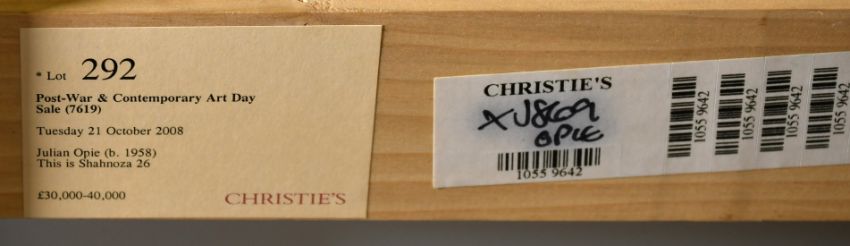 * Lot 292
Post-War & Contemporary Art Day
Sale (7619)
Tuesday 21 October 2008
Julian Opie (b. 1958)
This is Shahnoza 26
£30,000-40,000
CHRISTIE'S
CHRISTIE'S
XU869
OPIE
1055 9642
1055 9642
1055 9642
1055 9642
1055 9642